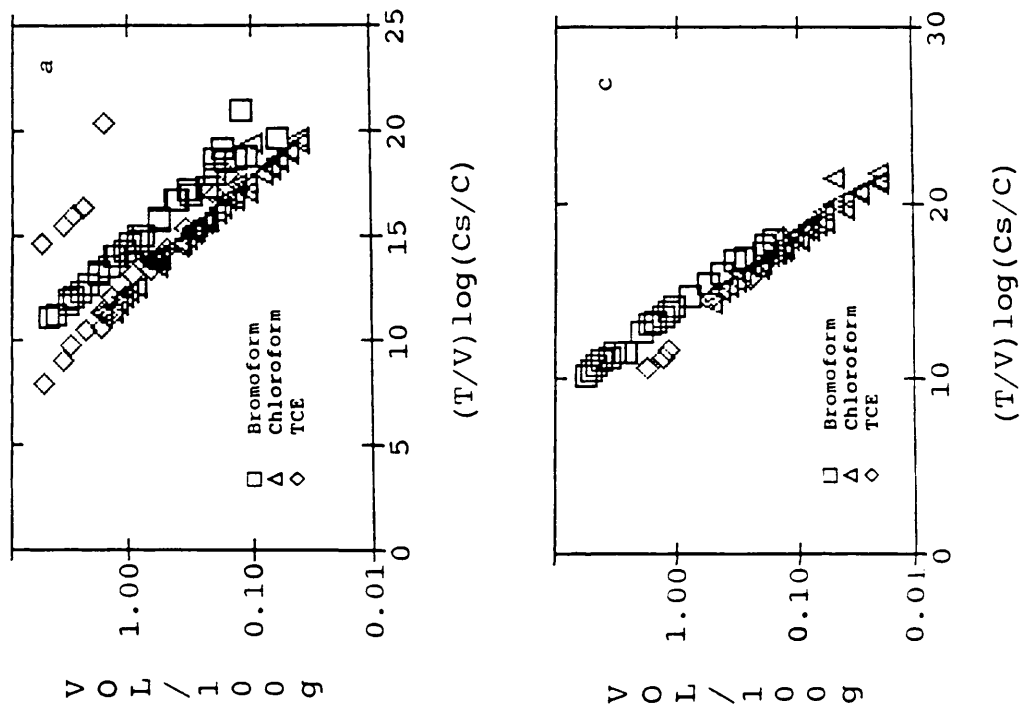 a
1.00
0.10
0.01
VOL/100g
0
5
10
15
20
25
(T/V)log(Cs/C)
Bromoform
Chloroform
TCE
c
1.00
0.10
0.01
VOL/100g
0
10
20
30
(T/V)log(Cs/C)
Bromoform
Chloroform
TCE